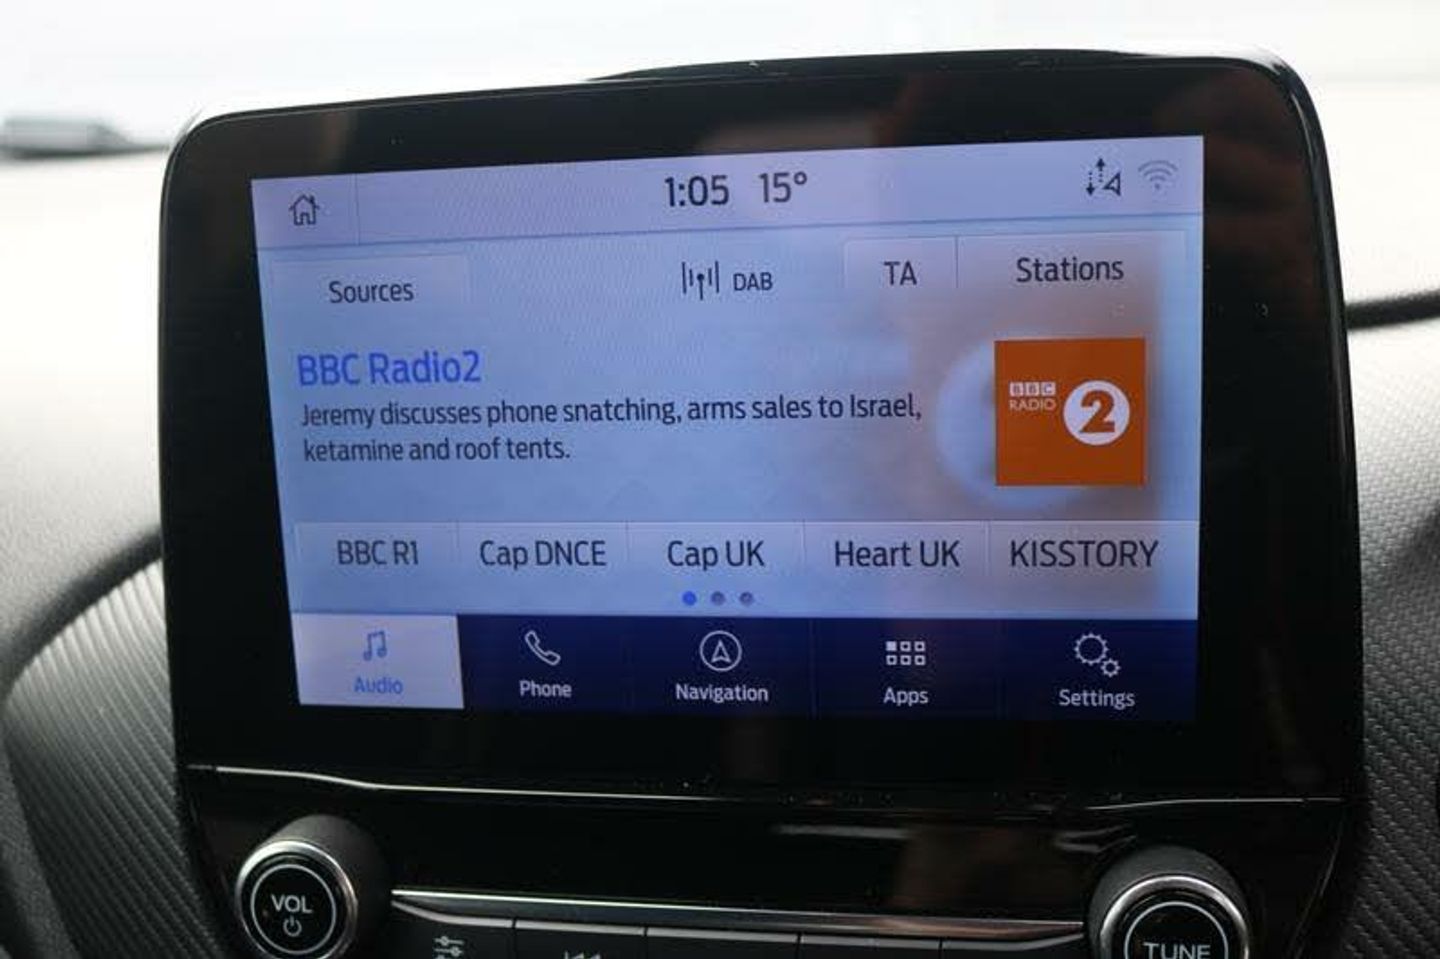 1:05 15°
Sources
DAB
TA
Stations
BBC Radio2
Jeremy discusses phone snatching, arms sales to Israel,
ketamine and roof tents.
BBC
RADIO
2
BBC R1
Cap DNCE
Cap UK
Heart UK
KISSTORY
Audio
Phone
Navigation
Apps
Settings
VOL
TUNE